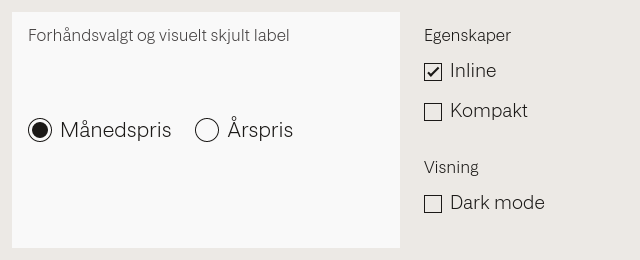 Forhåndsvalgt og visuelt skjult label
Månedspris
Årspris
Egenskaper
Inline
Kompakt
Visning
Dark mode